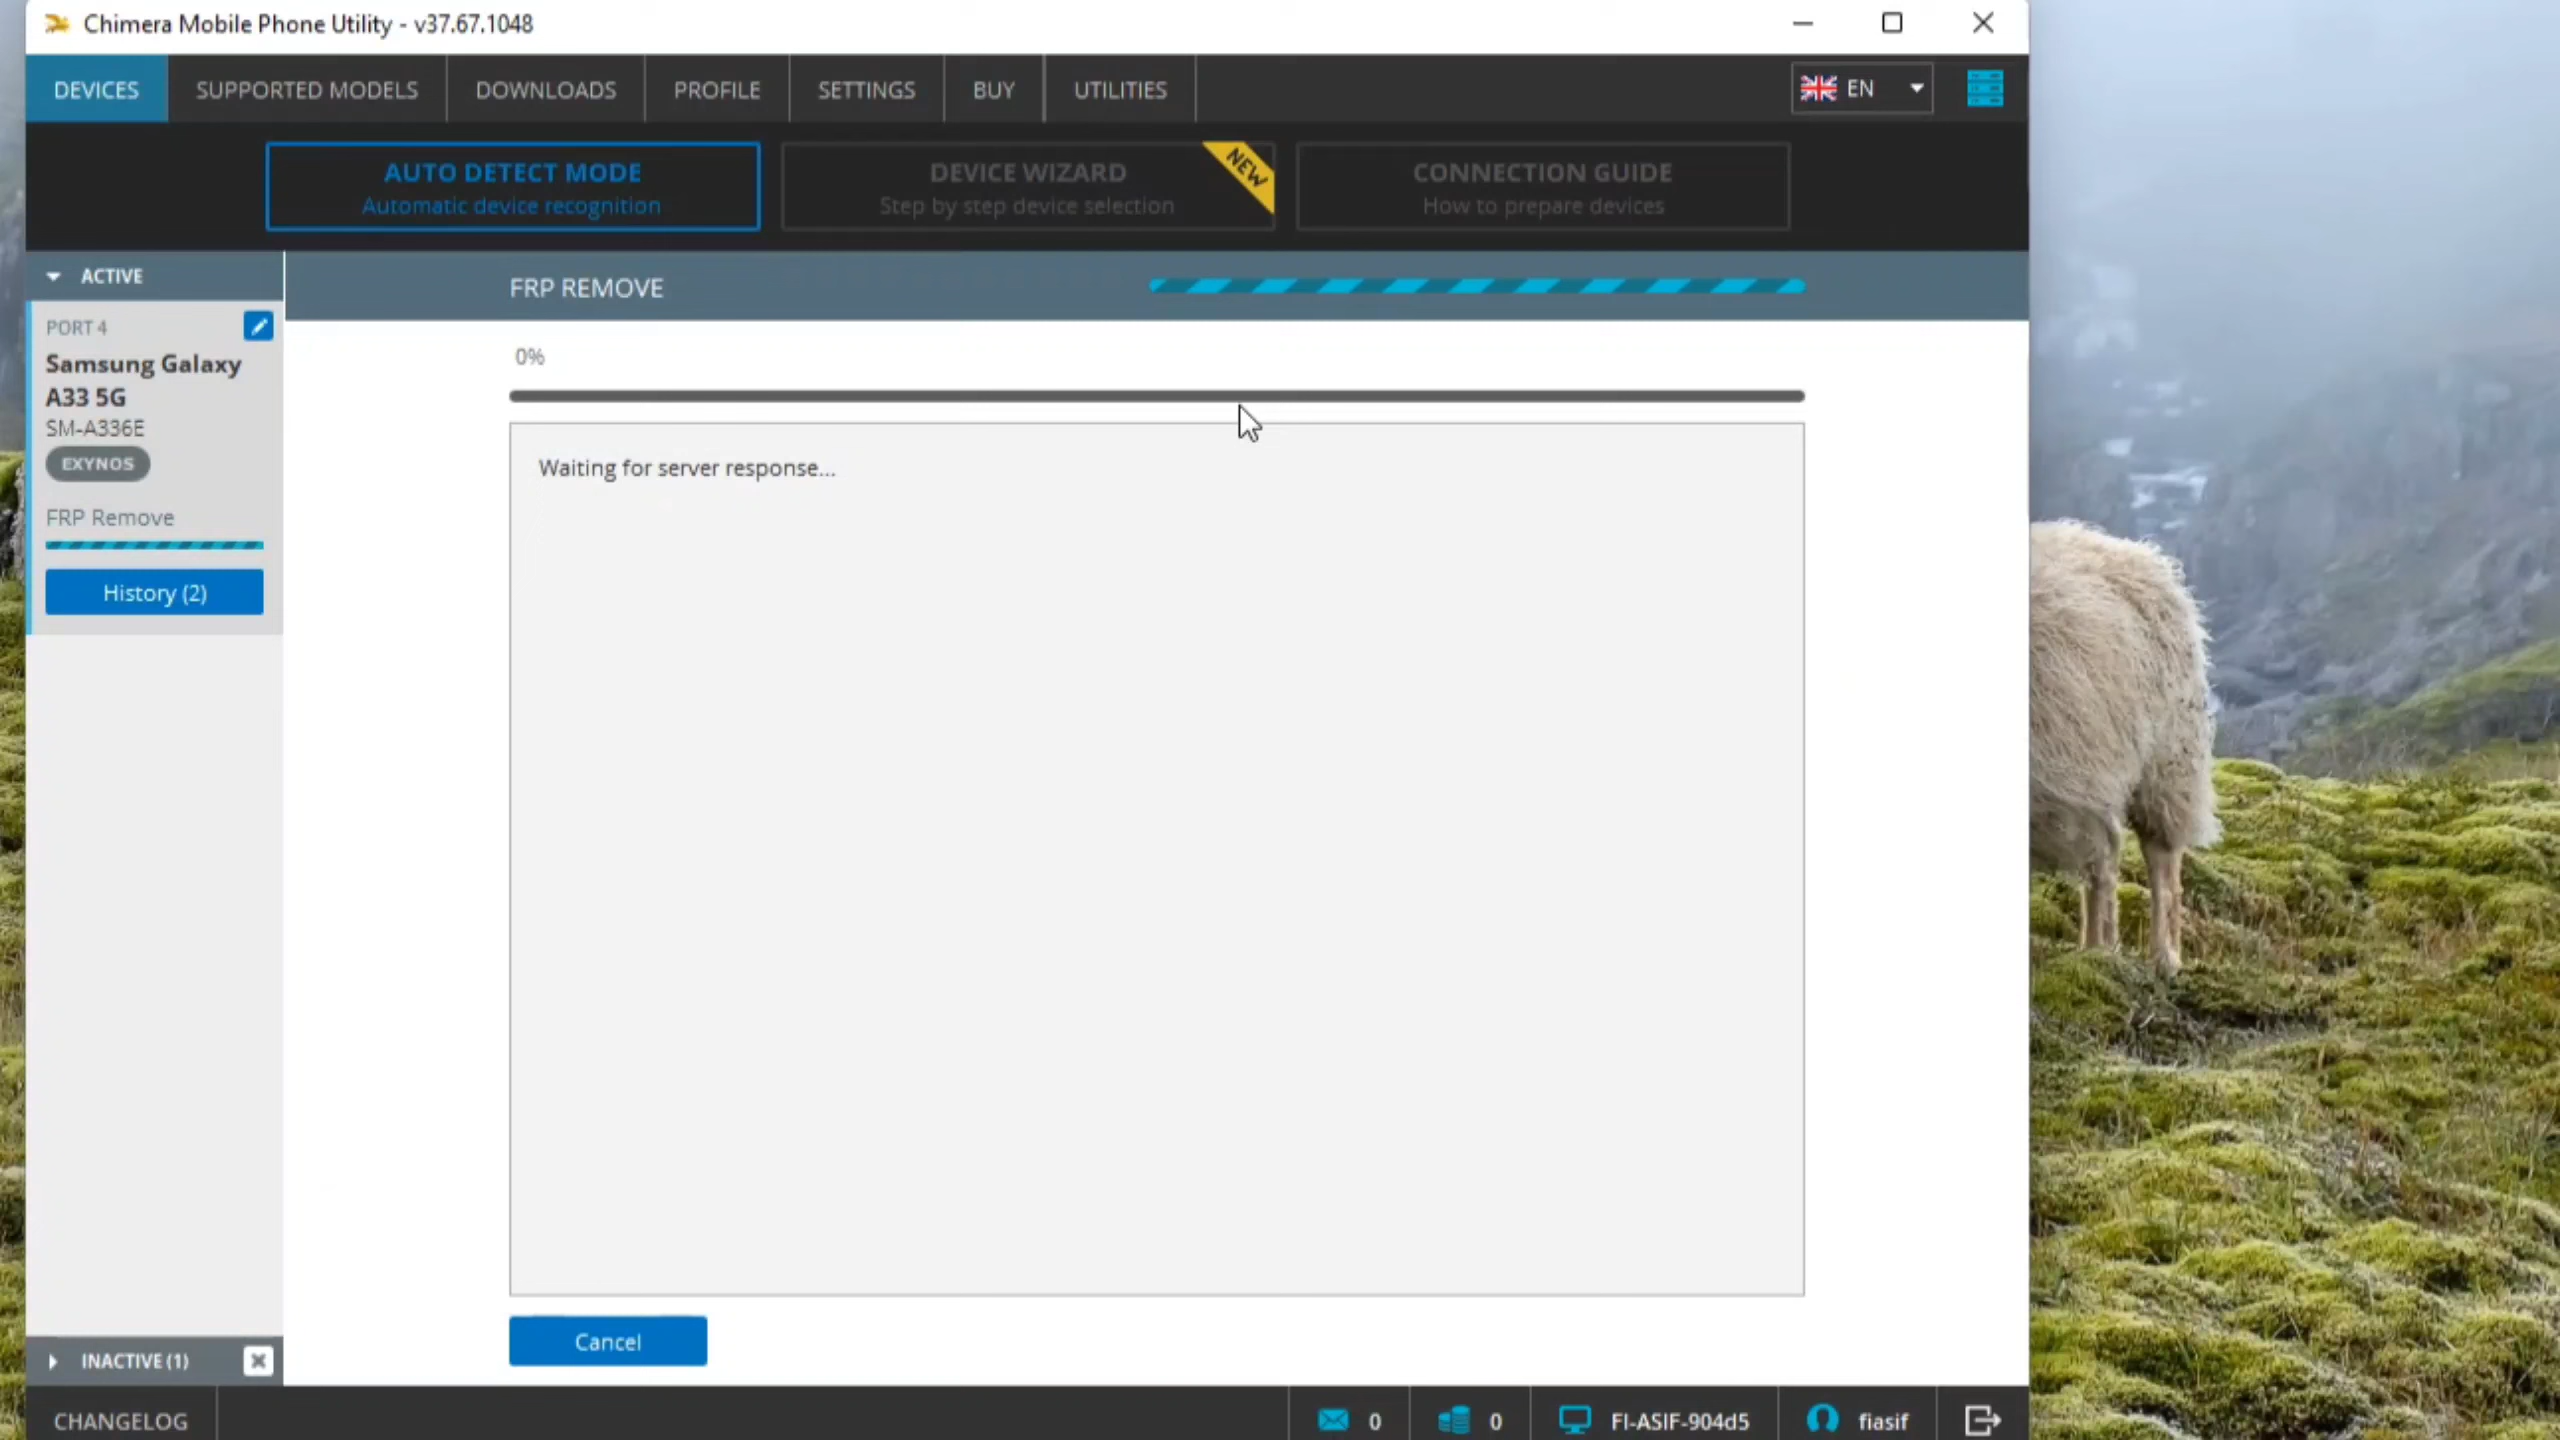 Chimera Mobile Phone Utility - v37.67.1048
DEVICES
SUPPORTED MODELS
DOWNLOADS
PROFILE
SETTINGS
BUY
UTILITIES
EN
AUTO DETECT MODE
Automatic device recognition
DEVICE WIZARD
Step by step device selection
NEW
CONNECTION GUIDE
How to prepare devices
ACTIVE
PORT 4
Samsung Galaxy
A33 5G
SM-A336E
EXYNOS
FRP Remove
History (2)
FRP REMOVE
0%
Waiting for server response...
Cancel
INACTIVE (1)
CHANGELOG
0
0
FI-ASIF-904d5
fiasif